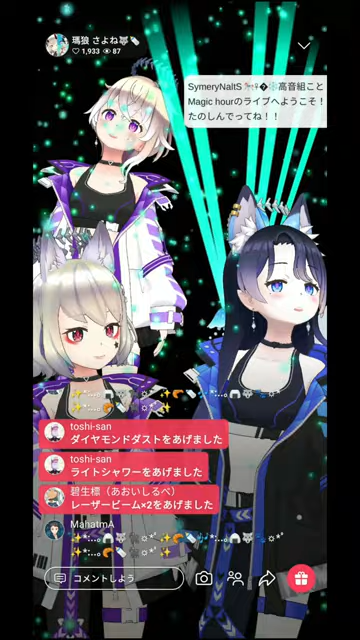 瑪狼 さよね🐺🍼
♡ 1,933 👁 87
SymeryNaltS 🎠♀�❄️高音組こと
Magic hourのライブへようこそ！
たのしんでってね！！
toshi-san
ダイヤモンドダストをあげました
toshi-san
ライトシャワーをあげました
碧生標（あおいしるべ）
レーザービーム×2をあげました
MahatmA
コメントしよう